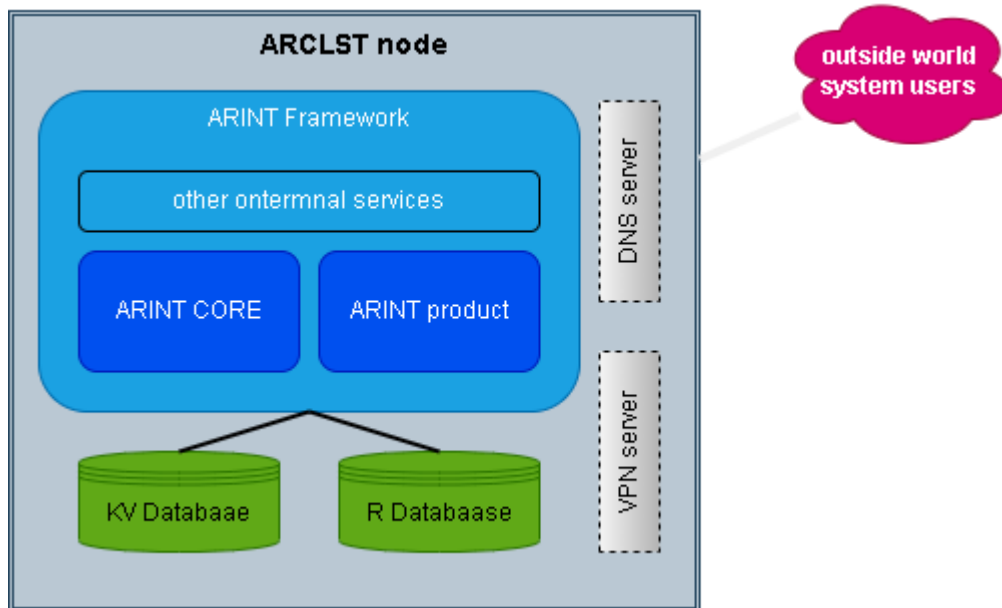 ARCLST node
outside world
system users
ARINT Framework
other ontermnal services
ARINT CORE
ARINT product
DNS server
VPN server
KV Databaae
R Databaase